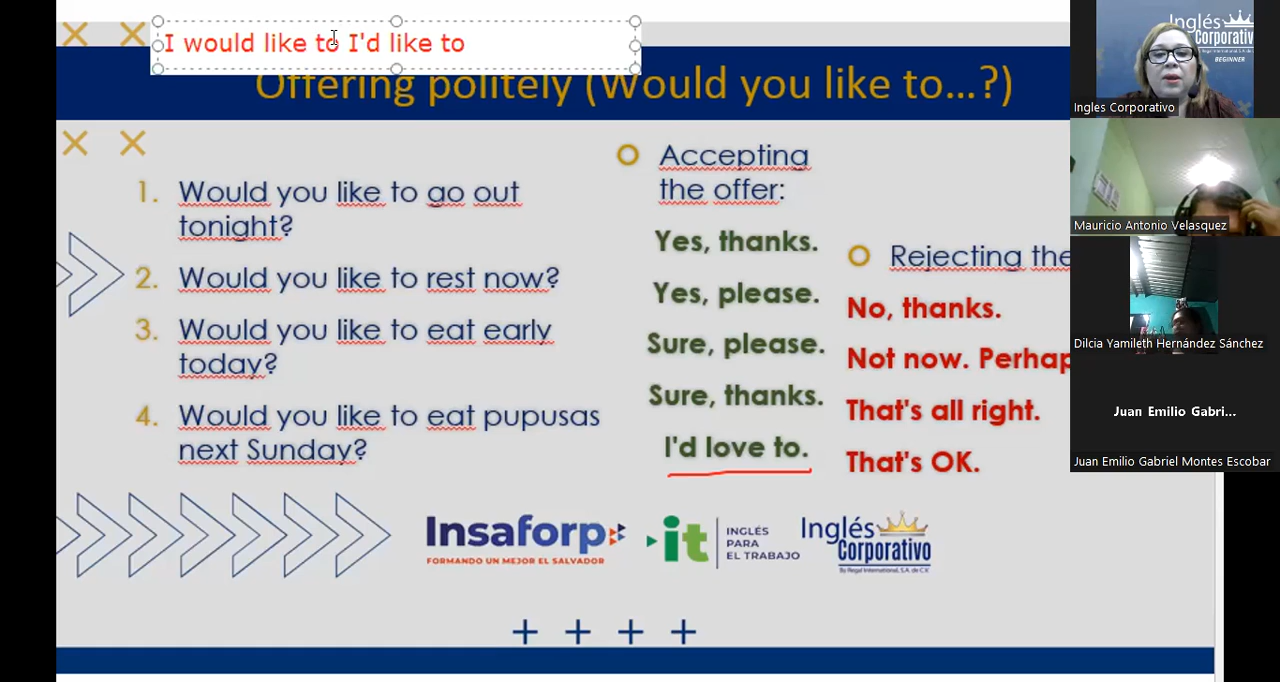 I would like to I'd like to
Offering politely (Would you like to...?)
1. Would you like to go out
tonight?
2. Would you like to rest now?
3. Would you like to eat early
today?
4. Would you like to eat pupusas
next Sunday?
Accepting
the offer:
Yes, thanks.
Yes, please.
Sure, please.
Sure, thanks.
I'd love to.
Rejecting the
No, thanks.
Not now. Perhap
That's all right.
That's OK.
Insaforp
FORMANDO UN MEJOR EL SALVADOR
it
INGLÉS
PARA
EL TRABAJO
Inglés
Corporativo
By Regal International, S.A. de C.V.
Inglés
Corporativo
BEGINNER
Ingles Corporativo
Mauricio Antonio Velasquez
Dilcia Yamileth Hernández Sánchez
Juan Emilio Gabri...
Juan Emilio Gabriel Montes Escobar